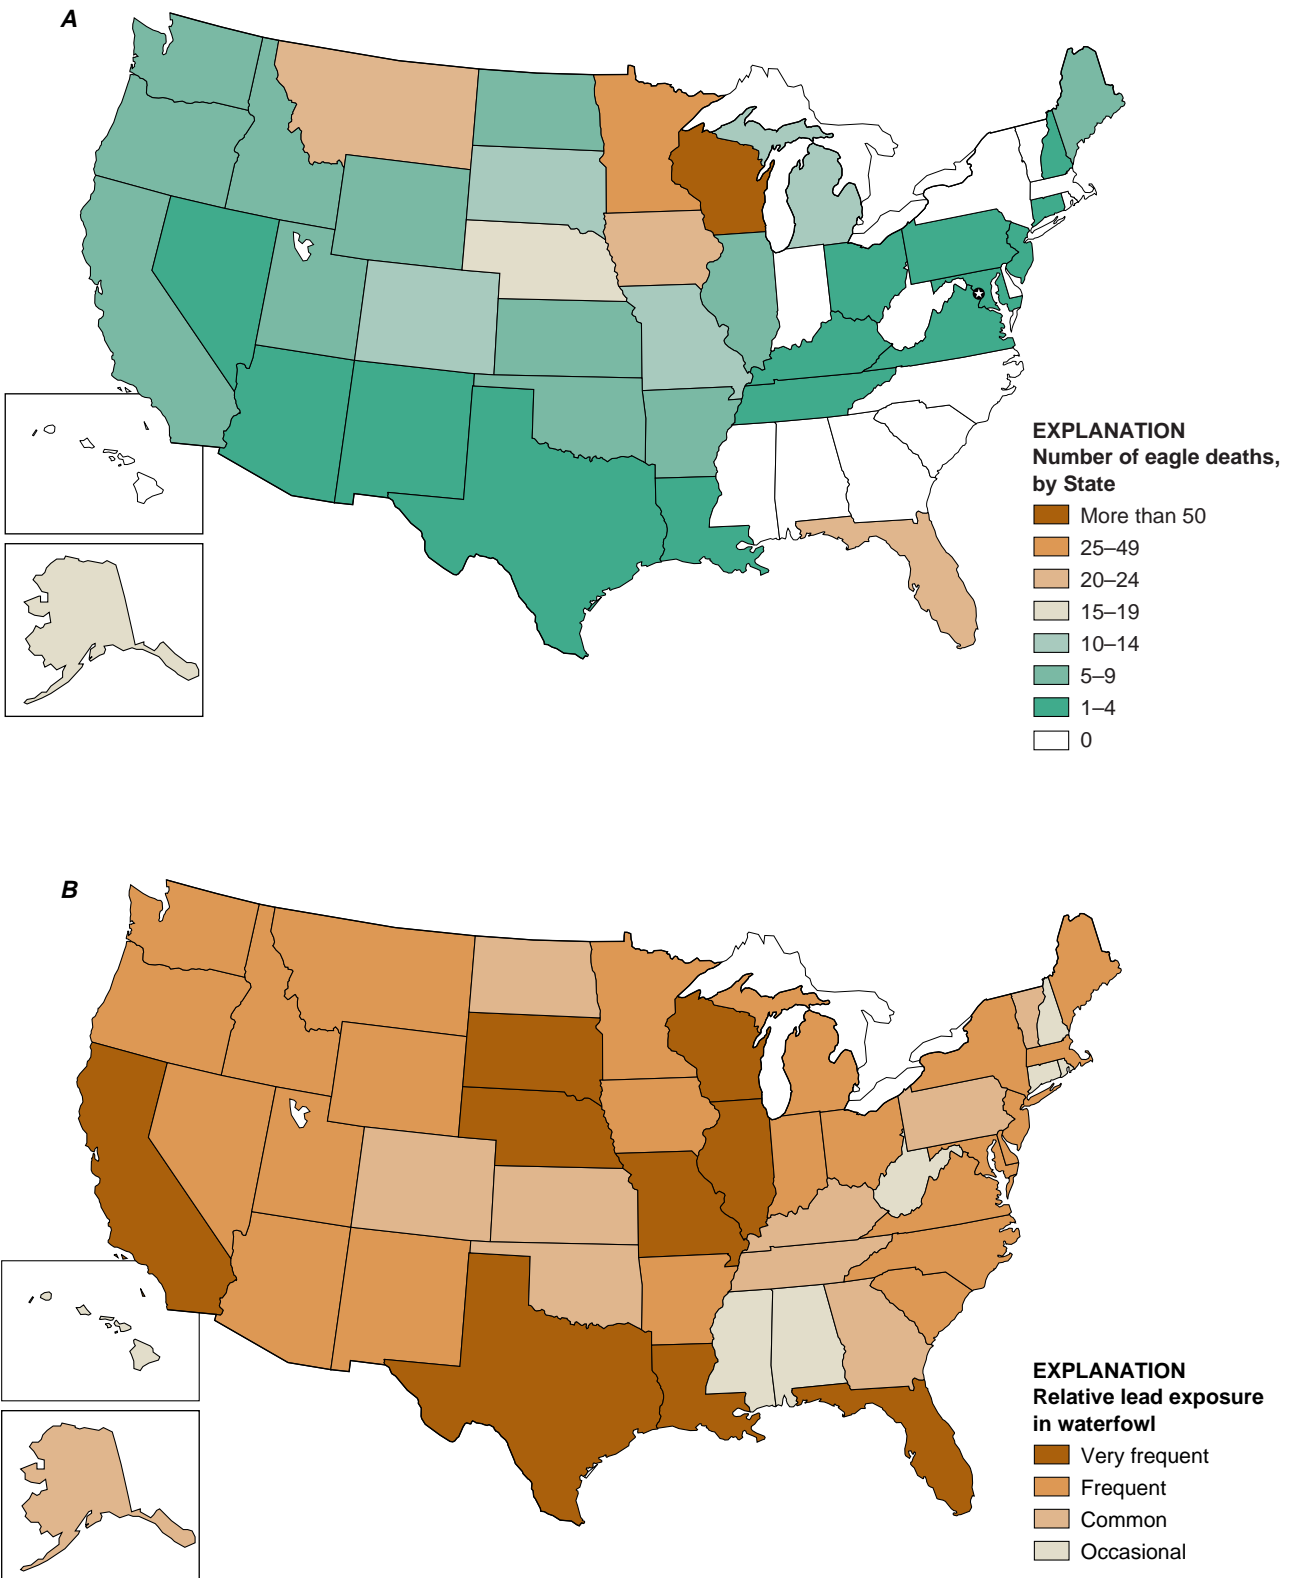 A
EXPLANATION
Number of eagle deaths,
by State
More than 50
25–49
20–24
15–19
10–14
5–9
1–4
0
B
EXPLANATION
Relative lead exposure
in waterfowl
Very frequent
Frequent
Common
Occasional